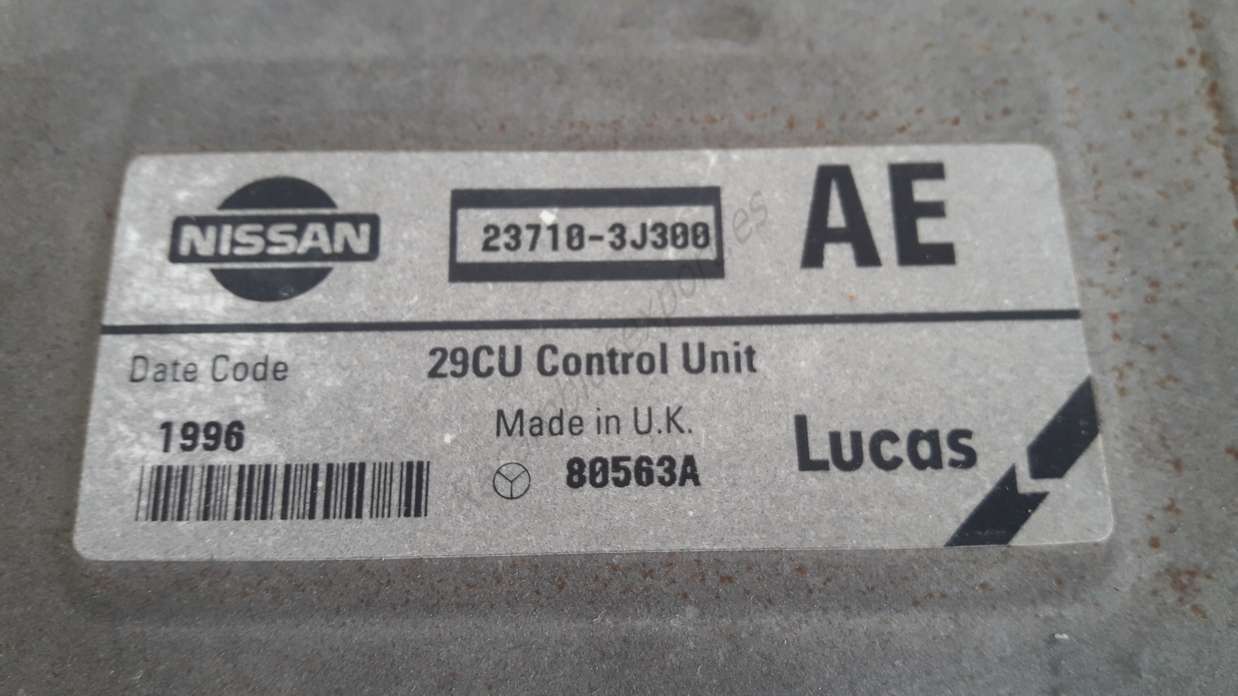 NISSAN
23710-3J300
AE
Date Code
29CU Control Unit
1996
Made in U.K.
80563A
Lucas